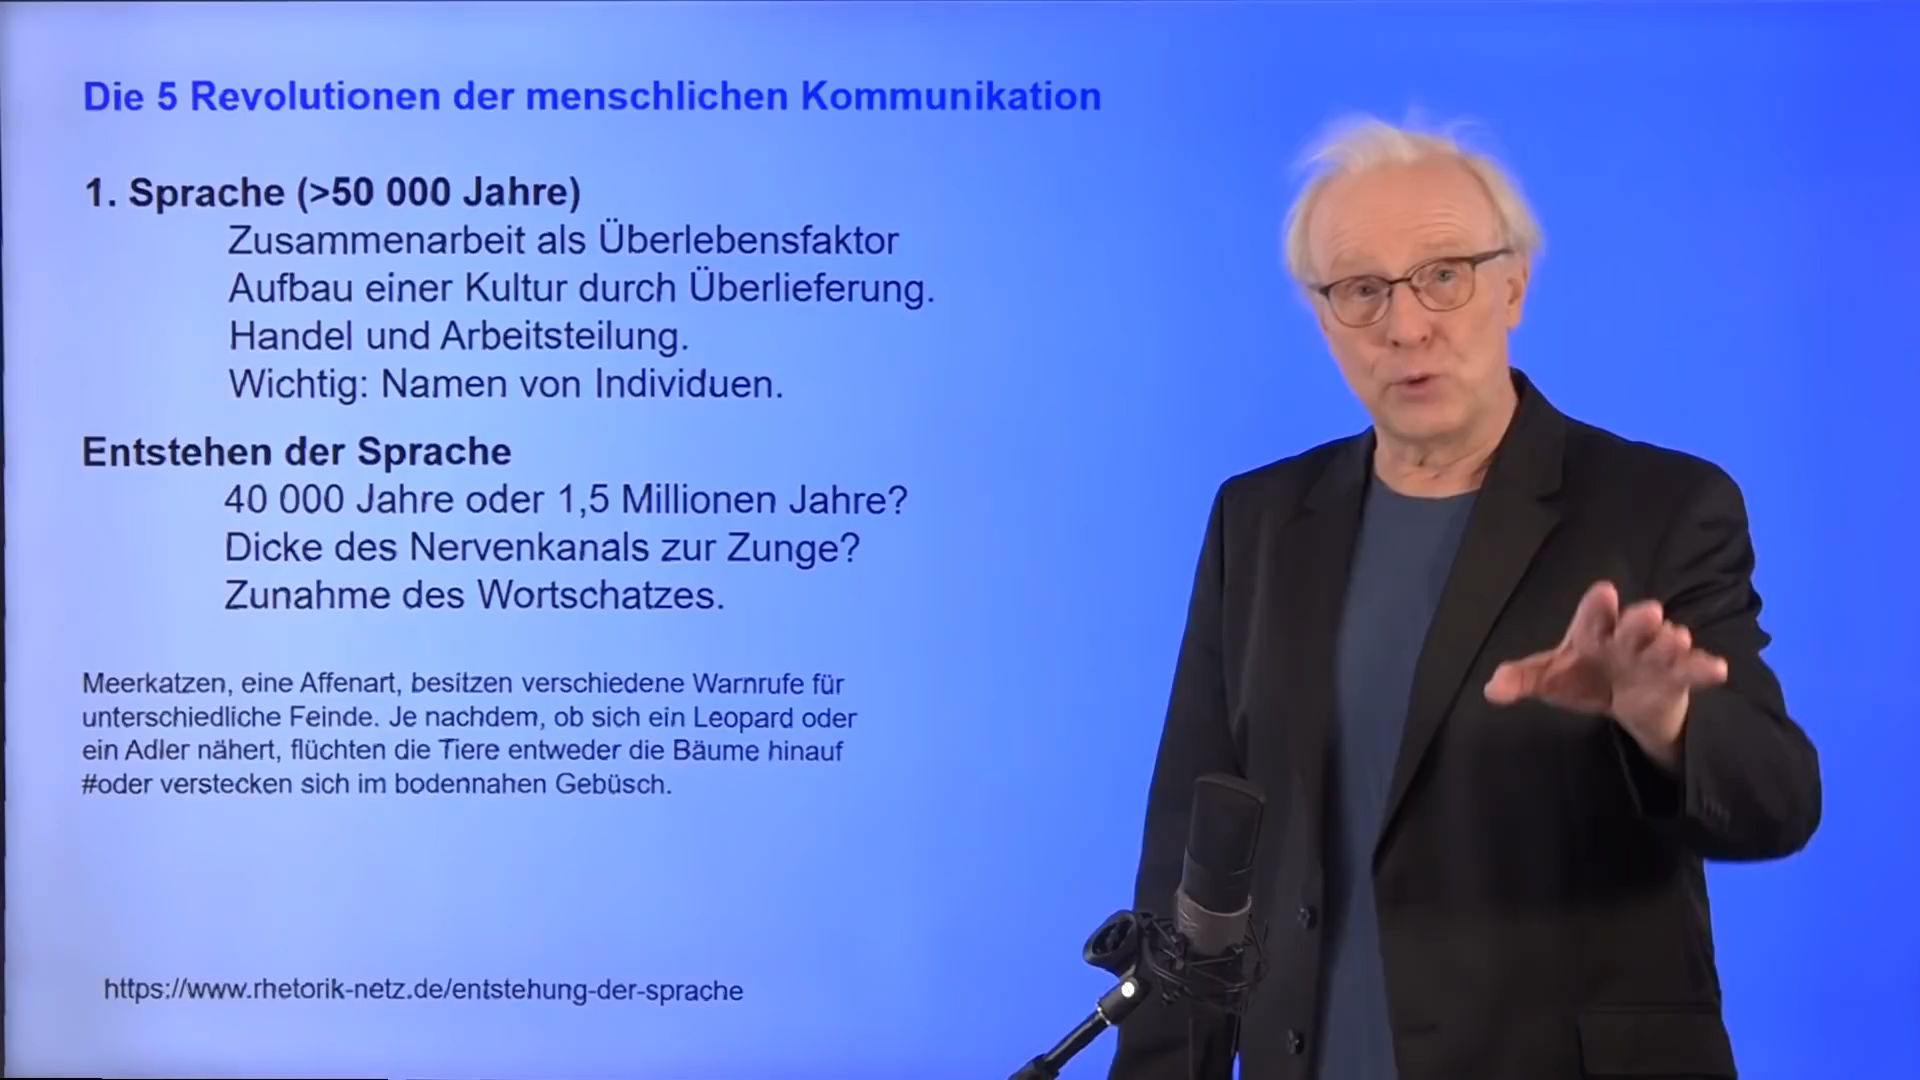 Die 5 Revolutionen der menschlichen Kommunikation
1. Sprache (>50 000 Jahre)
Zusammenarbeit als Überlebensfaktor
Aufbau einer Kultur durch Überlieferung.
Handel und Arbeitsteilung.
Wichtig: Namen von Individuen.
Entstehen der Sprache
40 000 Jahre oder 1,5 Millionen Jahre?
Dicke des Nervenkanals zur Zunge?
Zunahme des Wortschatzes.
Meerkatzen, eine Affenart, besitzen verschiedene Warnrufe für
unterschiedliche Feinde. Je nachdem, ob sich ein Leopard oder
ein Adler nähert, flüchten die Tiere entweder die Bäume hinauf
#oder verstecken sich im bodennahen Gebüsch.
https://www.rhetorik-netz.de/entstehung-der-sprache